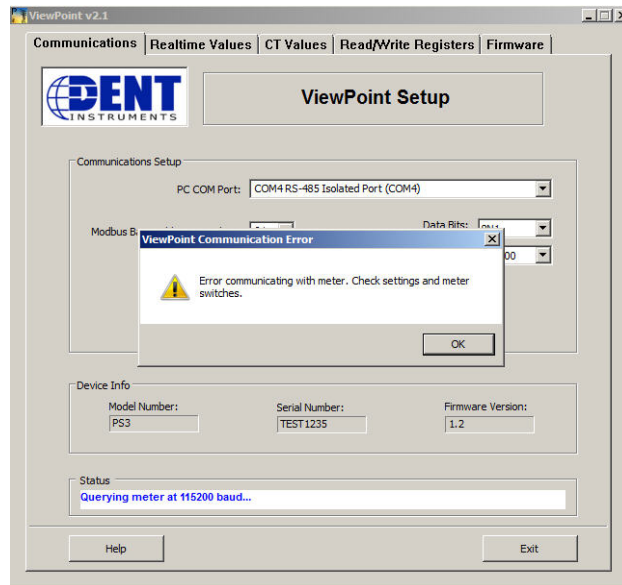 ViewPoint v2.1
Communications Realtime Values CT Values Read/Write Registers Firmware
DENT
INSTRUMENTS
ViewPoint Setup
Communications Setup
PC COM Port: COM4 RS-485 Isolated Port (COM4)
Modbus Data Bits: 8N1
ViewPoint Communication Error
00
Error communicating with meter. Check settings and meter
switches.
OK
Device Info
Model Number: Serial Number: Firmware Version:
PS3 TEST1235 1.2
Status
Querying meter at 115200 baud...
Help Exit